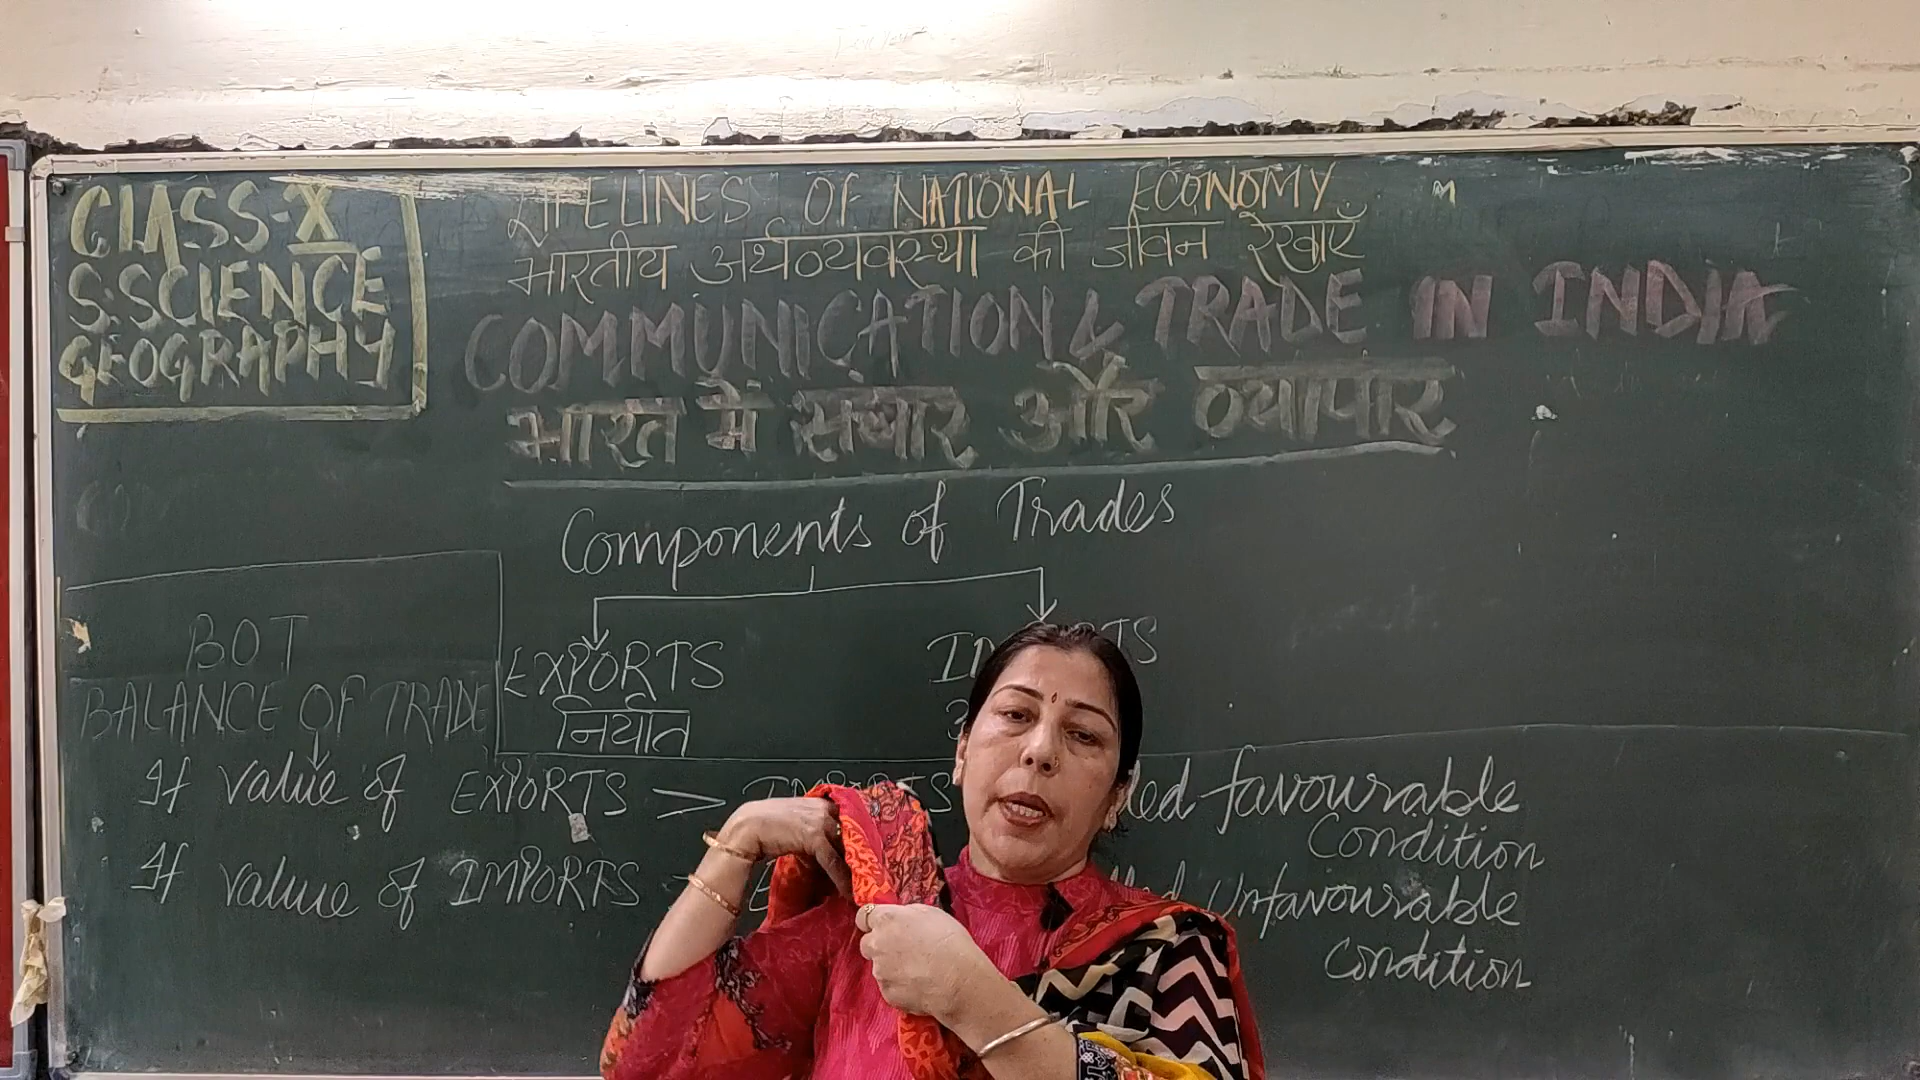 CLASS-X
S.SCIENCE
GEOGRAPHY
LIFELINES OF NATIONAL ECONOMY
भारतीय अर्थव्यवस्था की जीवन रेखाएँ
COMMUNICATION & TRADE IN INDIA
भारत में संचार और व्यापार
Components of Trades
EXPORTS
निर्यात
BOT
BALANCE OF TRADE
If value of EXPORTS > IMPORTS favourable
Condition
If value of IMPORTS Unfavourable
Condition